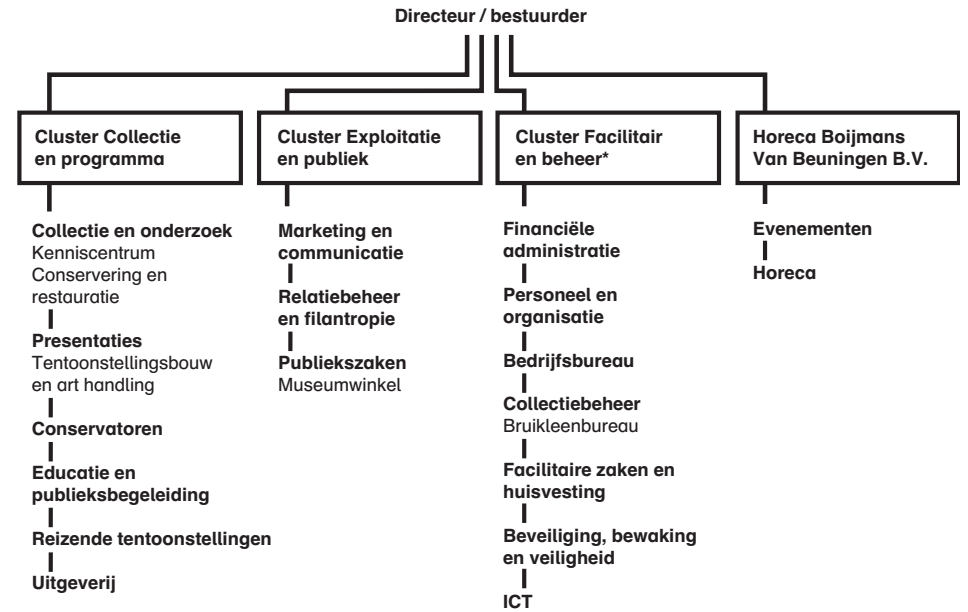 Directeur / bestuurder
Cluster Collectie
en programma
Collectie en onderzoek
Kenniscentrum
Conservering en
restauratie
Presentaties
Tentoonstellingsbouw
en art handling
Conservatoren
Educatie en
publieksbegeleiding
Reizende tentoonstellingen
Uitgeverij
Cluster Exploitatie
en publiek
Marketing en
communicatie
Relatiebeheer
en filantropie
Publiekszaken
Museumwinkel
Cluster Facilitair
en beheer*
Financiële
administratie
Personeel en
organisatie
Bedrijfsbureau
Collectiebeheer
Bruikleenbureau
Facilitaire zaken en
huisvesting
Beveiliging, bewaking
en veiligheid
ICT
Horeca Boijmans
Van Beuningen B.V.
Evenementen
Horeca